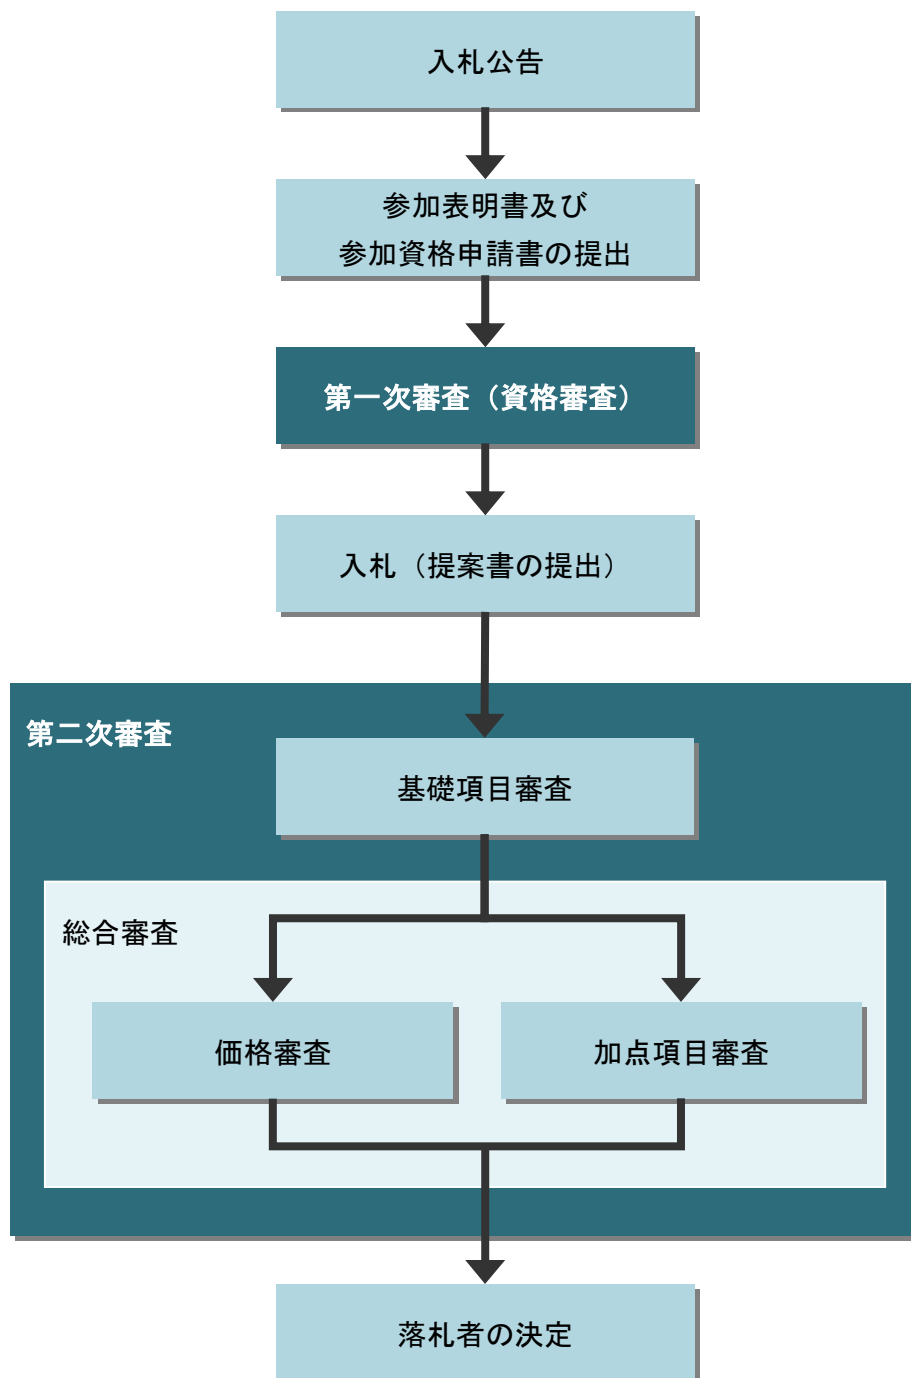 入札公告
参加表明書及び
参加資格申請書の提出
第一次審査（資格審査）
入札（提案書の提出）
第二次審査
基礎項目審査
総合審査
価格審査
加点項目審査
落札者の決定